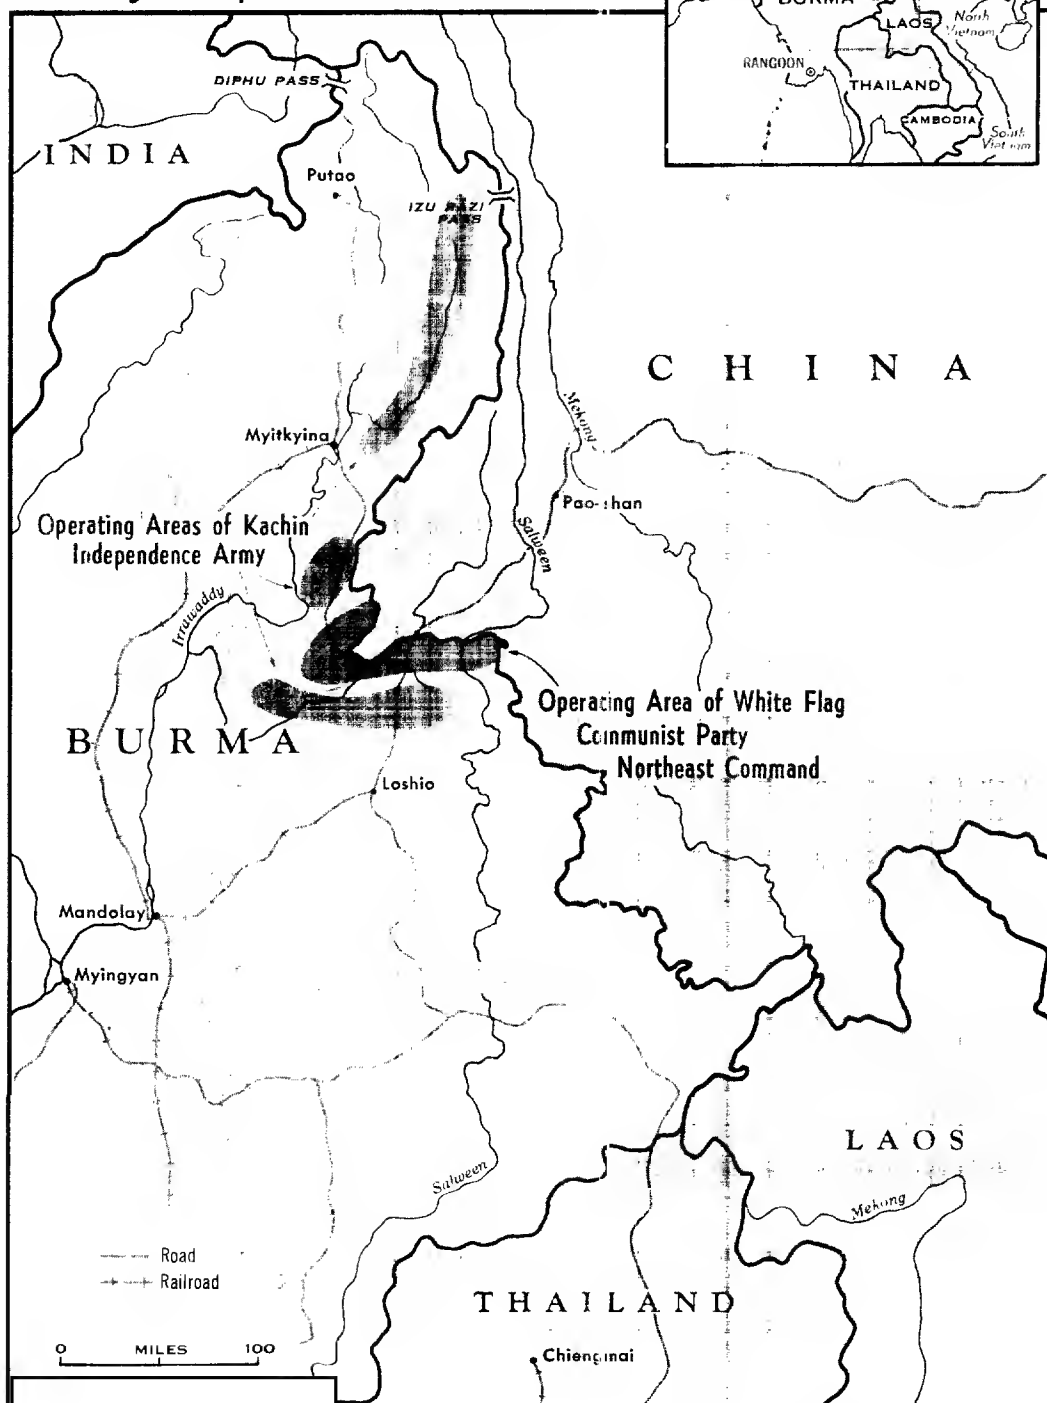 BURMA
LAOS
North
Vietnam
RANGOON
THAILAND
CAMBODIA
South
Vietnam
DIPHU PASS
INDIA
Putao
IZU RAZI
PASS
CHINA
Mekong
Myitkyina
Pao-shan
Salween
Operating Areas of Kachin
Independence Army
Irrawaddy
Operating Area of White Flag
Communist Party
Northeast Command
BURMA
Loshio
Mandolay
Myingyan
LAOS
Salween
Mekong
Road
Railroad
THAILAND
0 MILES 100
Chiengmai